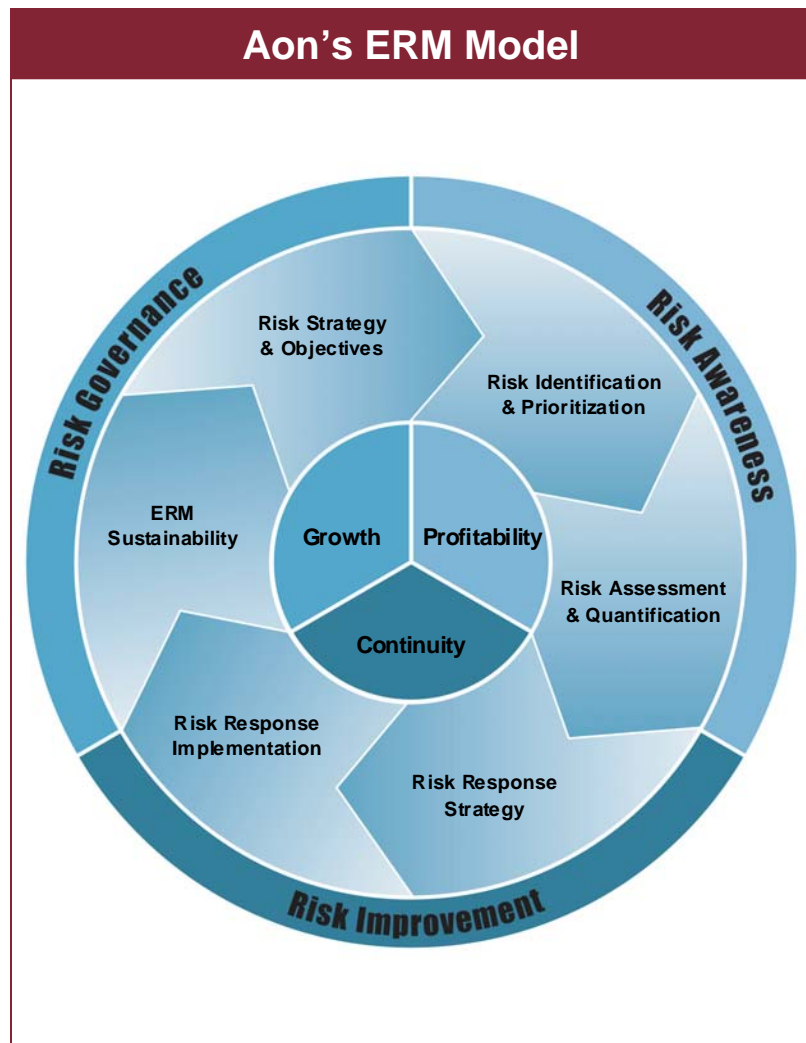 Aon’s ERM Model
Risk Governance
Risk Awareness
Risk Strategy
& Objectives
Risk Identification
& Prioritization
ERM
Sustainability
Growth
Profitability
Risk Assessment
& Quantification
Continuity
Risk Response
Implementation
Risk Response
Strategy
Risk Improvement